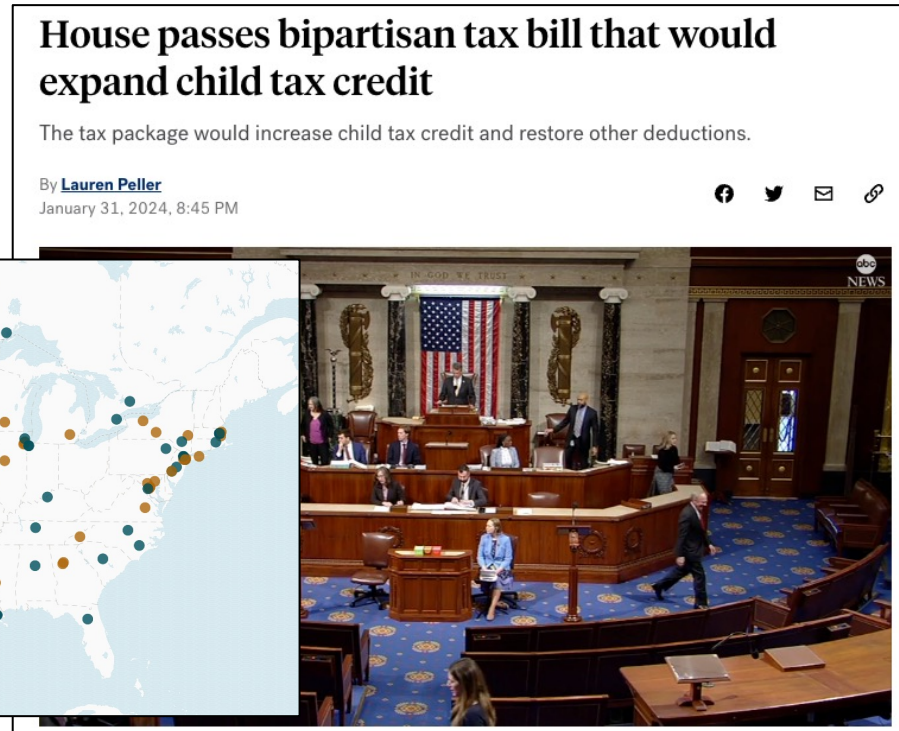 House passes bipartisan tax bill that would
expand child tax credit
The tax package would increase child tax credit and restore other deductions.
By Lauren Peller
January 31, 2024, 8:45 PM
abc
NEWS
IN GOD WE TRUST